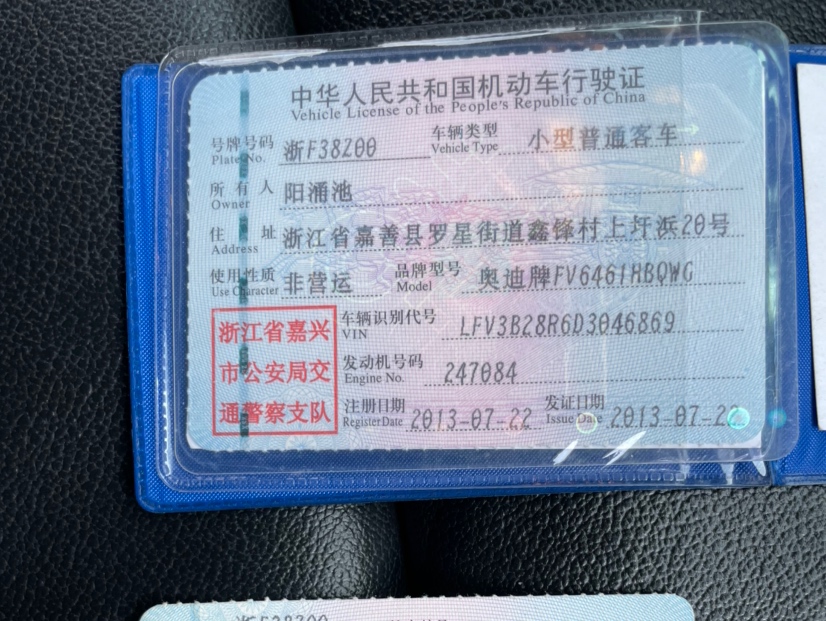 中华人民共和国机动车行驶证
Vehicle License of the People's Republic of China
号牌号码 浙F38Z00 车辆类型 小型普通客车
Plate No. Vehicle Type
所有人 阳涌池
Owner
住址 浙江省嘉善县罗星街道鑫锋村上圩浜20号
Address
使用性质 非营运 品牌型号 奥迪牌FV6461HBQWG
Use Character Model
浙江省嘉兴
市公安局交
通警察支队
车辆识别代号 LFV3B28R6D3046869
VIN
发动机号码 247084
Engine No.
注册日期 2013-07-22 发证日期 2013-07-22
Register Date Issue Date